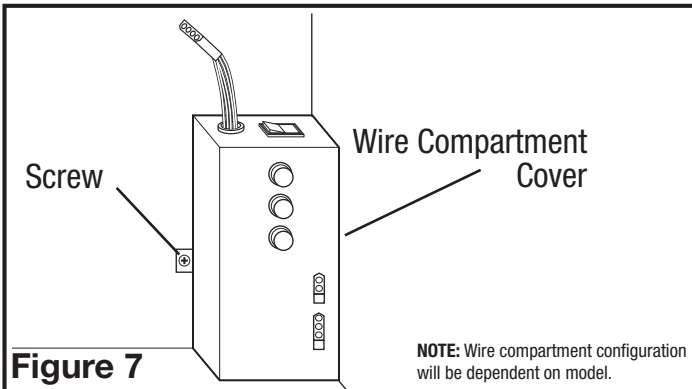 Wire Compartment
Cover
Screw
Figure 7
NOTE: Wire compartment configuration
will be dependent on model.